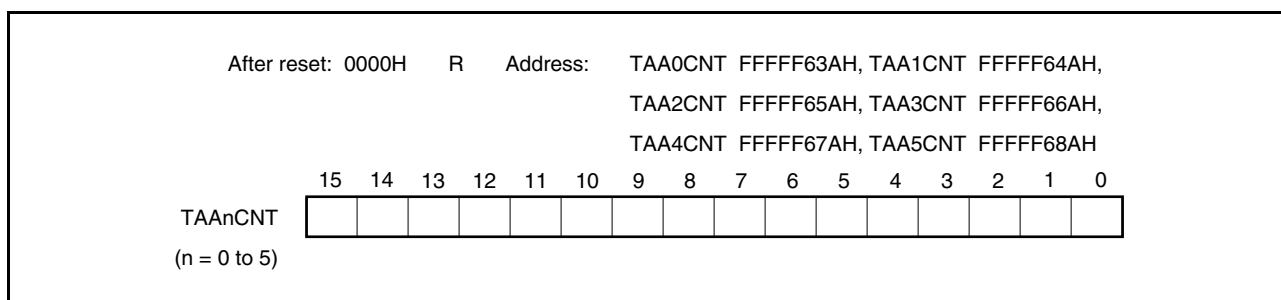 After reset: 0000H R Address: TAA0CNT FFFFF63AH, TAA1CNT FFFFF64AH,
TAA2CNT FFFFF65AH, TAA3CNT FFFFF66AH,
TAA4CNT FFFFF67AH, TAA5CNT FFFFF68AH
15 14 13 12 11 10 9 8 7 6 5 4 3 2 1 0
TAAnCNT
(n = 0 to 5)